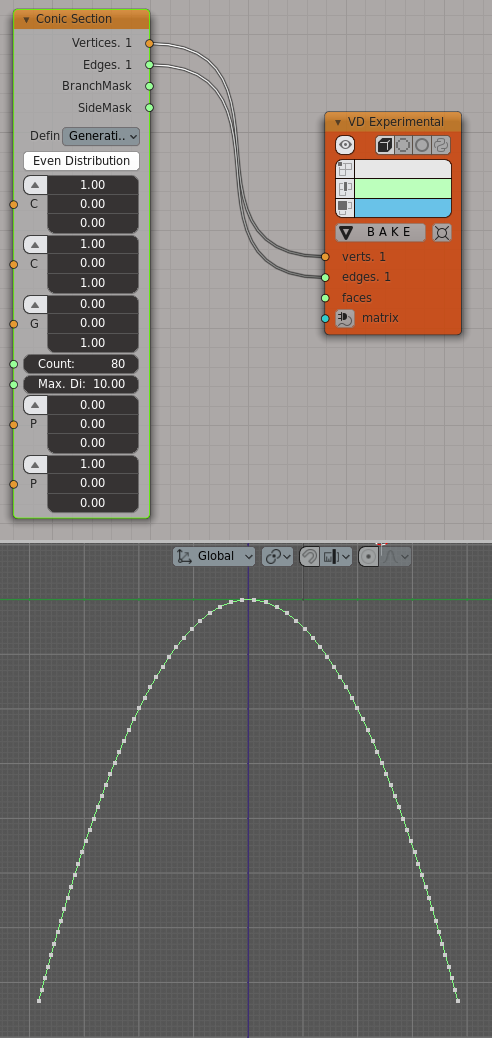 Conic Section
Vertices. 1
Edges. 1
BranchMask
SideMask
Defin Generati..
Even Distribution
1.00
C 0.00
0.00
1.00
C 0.00
1.00
0.00
G 0.00
1.00
Count: 80
Max. Di: 10.00
0.00
P 0.00
0.00
1.00
P 0.00
0.00
VD Experimental
BAKE
verts. 1
edges. 1
faces
matrix
Global